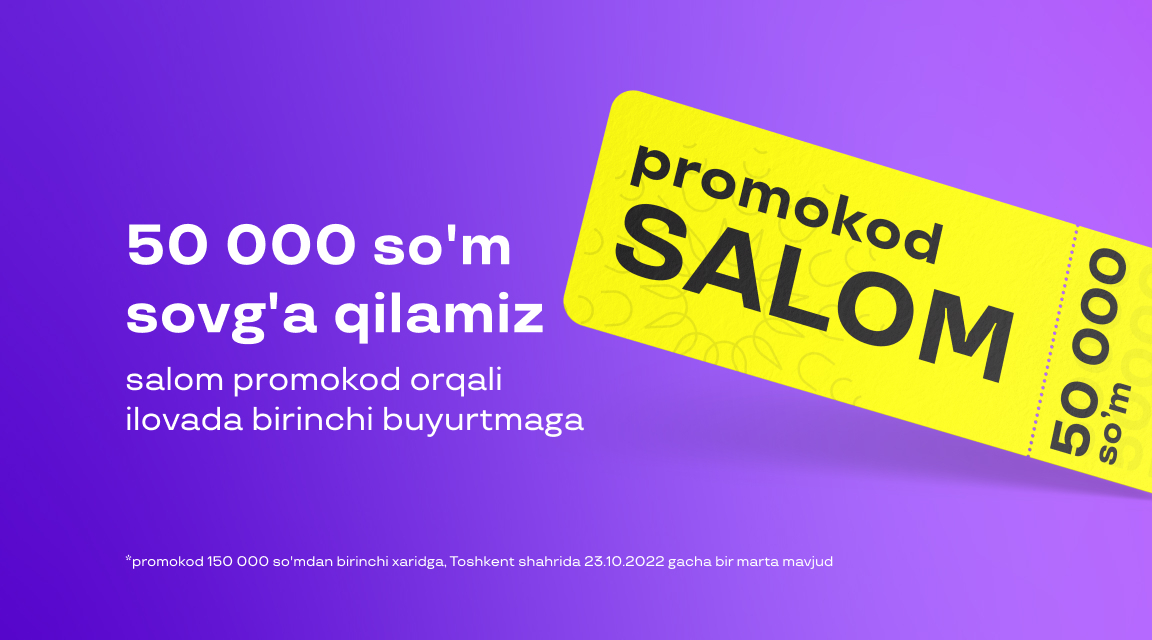 50 000 so'm
sovg'a qilamiz
salom promokod orqali
ilovada birinchi buyurtmaga
promokod
SALOM
50 000
so'm
*promokod 150 000 so'mdan birinchi xaridga, Toshkent shahrida 23.10.2022 gacha bir marta mavjud